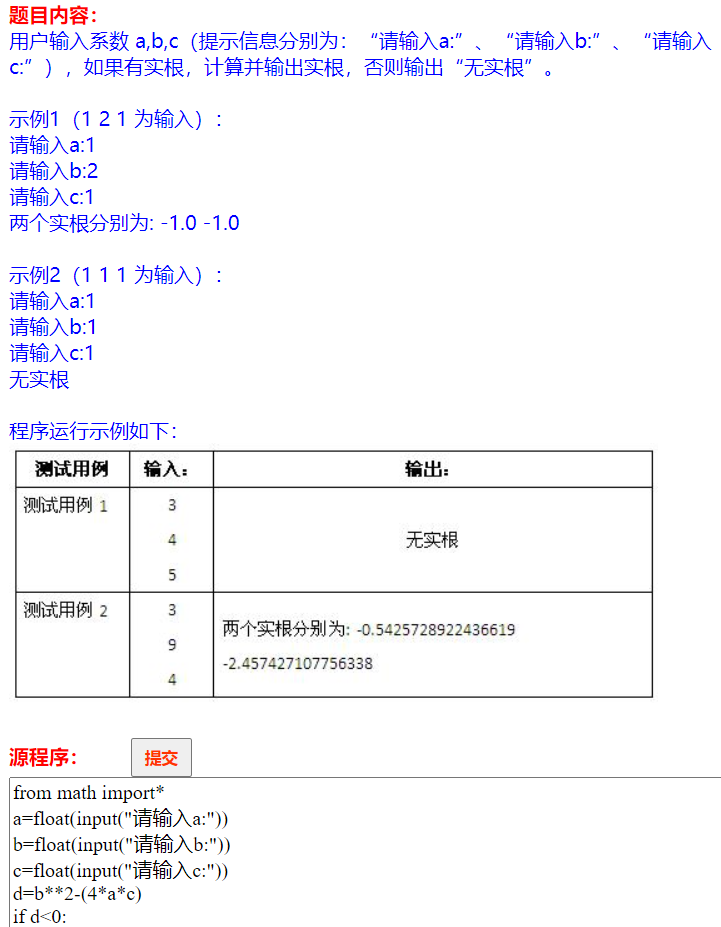 题目内容：
用户输入系数 a,b,c（提示信息分别为：“请输入a:”、“请输入b:”、“请输入
c:”），如果有实根，计算并输出实根，否则输出“无实根”。
示例1（1 2 1 为输入）：
请输入a:1
请输入b:2
请输入c:1
两个实根分别为: -1.0 -1.0
示例2（1 1 1 为输入）：
请输入a:1
请输入b:1
请输入c:1
无实根
程序运行示例如下：
测试用例 输入： 输出：
测试用例 1
3
4
5
无实根
测试用例 2
3
9
4
两个实根分别为: -0.5425728922436619
-2.457427107756338
源程序： 提交
from math import*
a=float(input("请输入a:"))
b=float(input("请输入b:"))
c=float(input("请输入c:"))
d=b**2-(4*a*c)
if d<0: